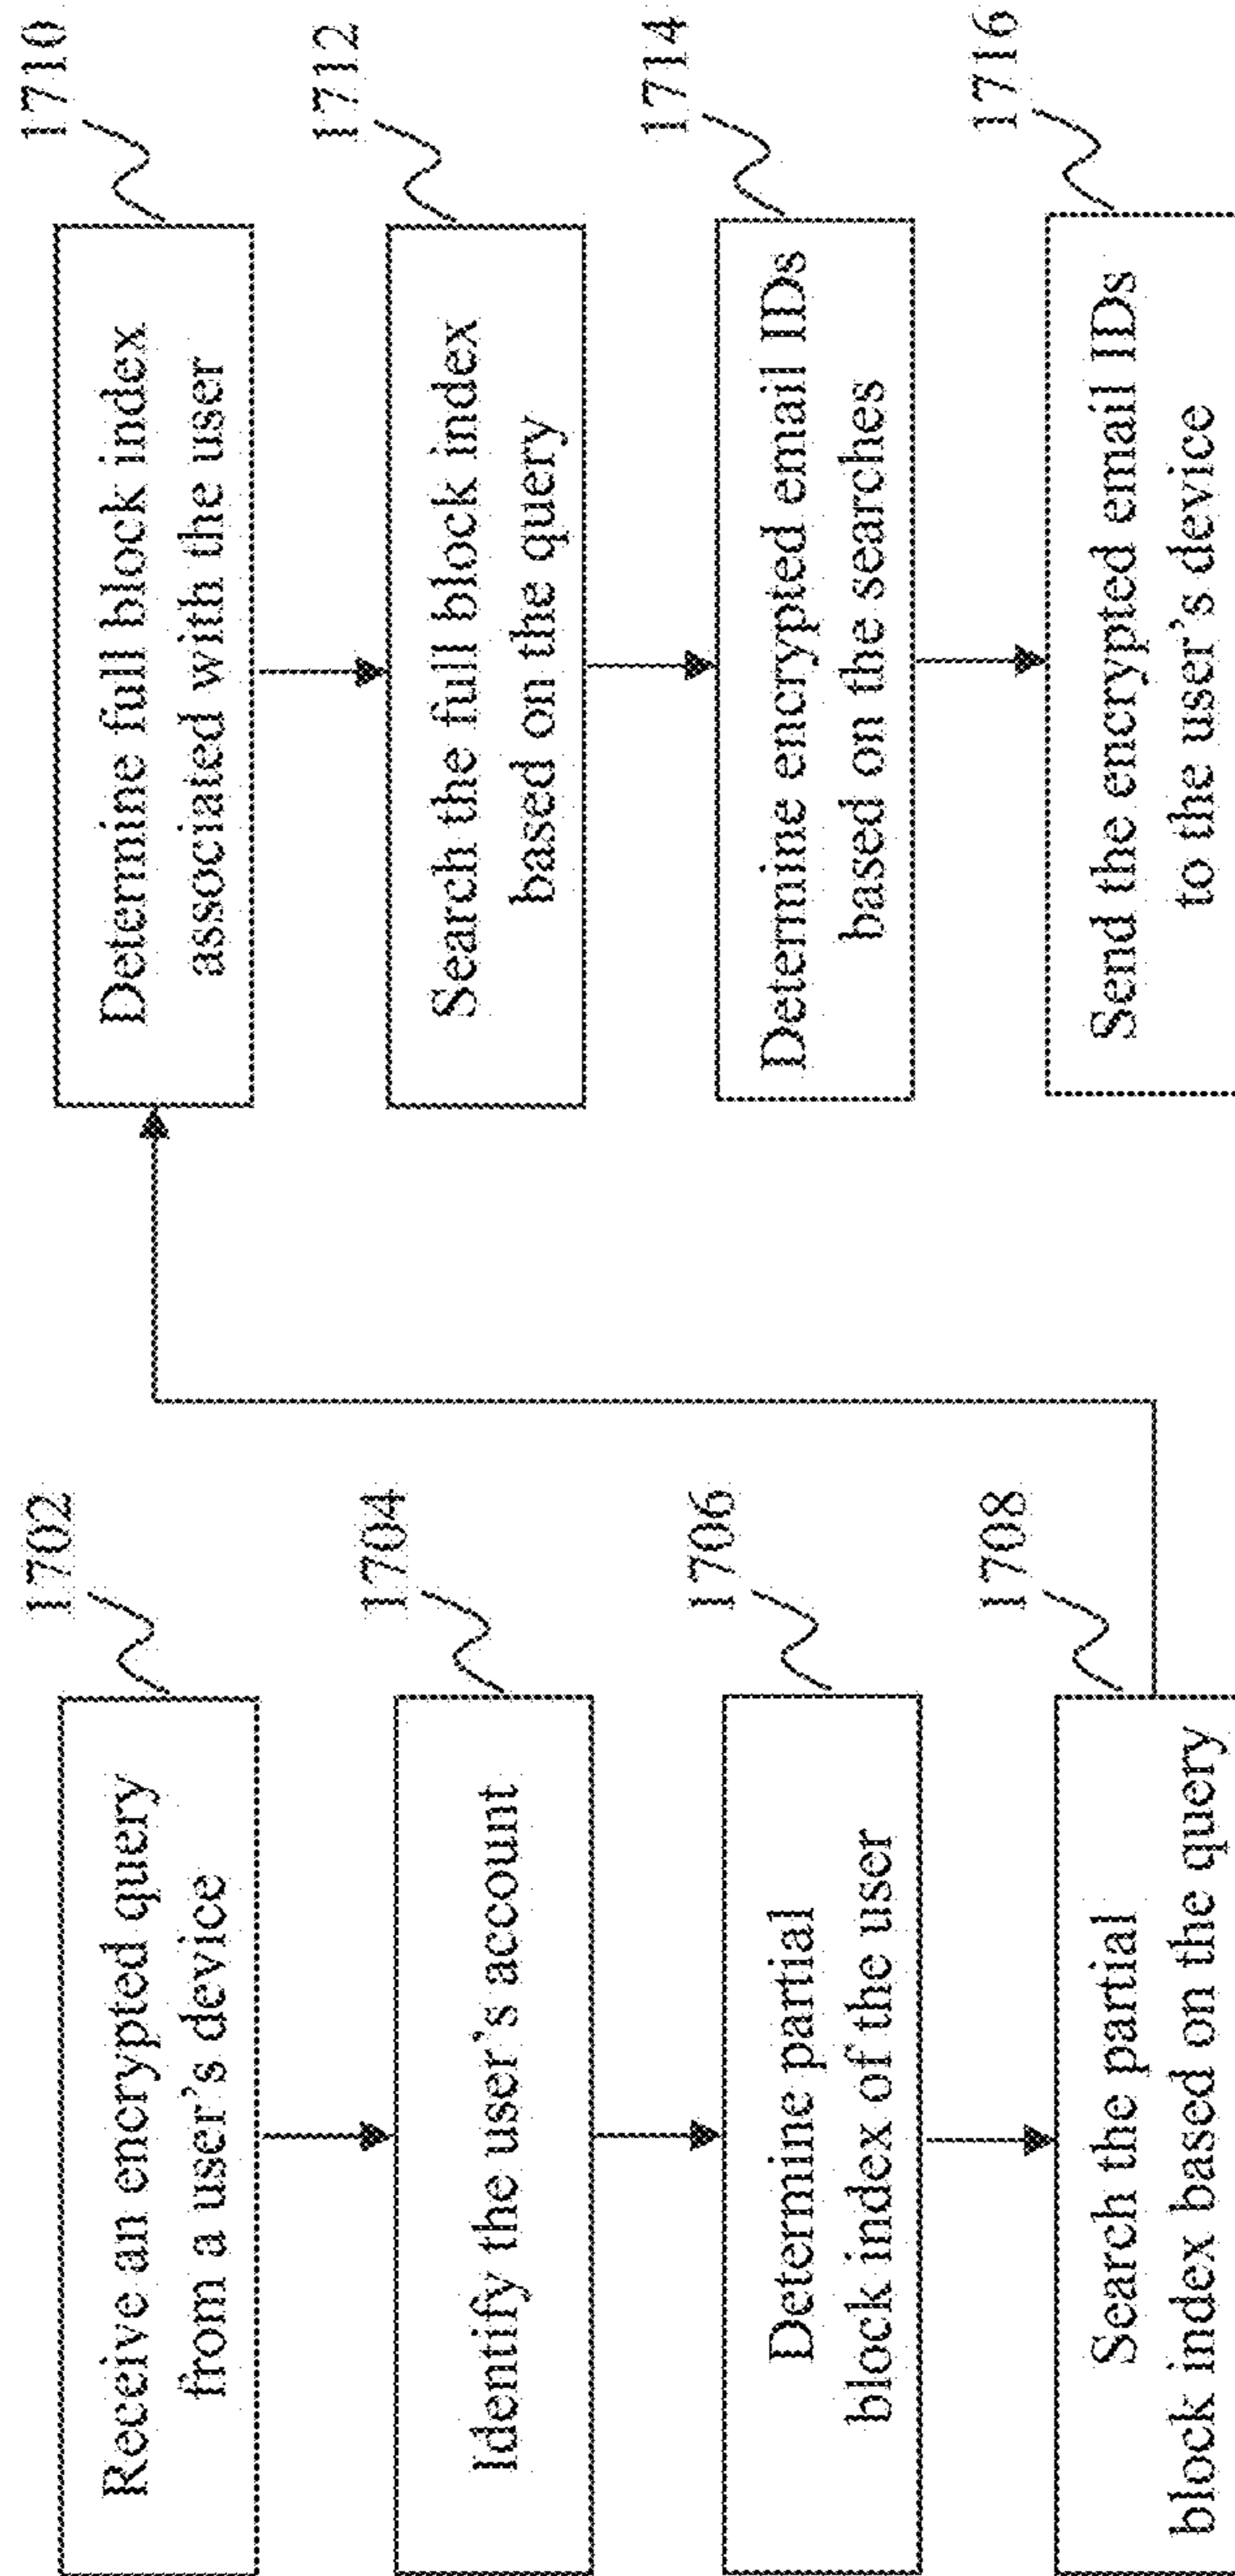 1702
Receive an encrypted query
from a user's device
1704
Identify the user's account
1706
Determine partial
block index of the user
1708
Search the partial
block index based on the query
1710
Determine full block index
associated with the user
1712
Search the full block index
based on the query
1714
Determine encrypted email IDs
based on the searches
1716
Send the encrypted email IDs
to the user's device